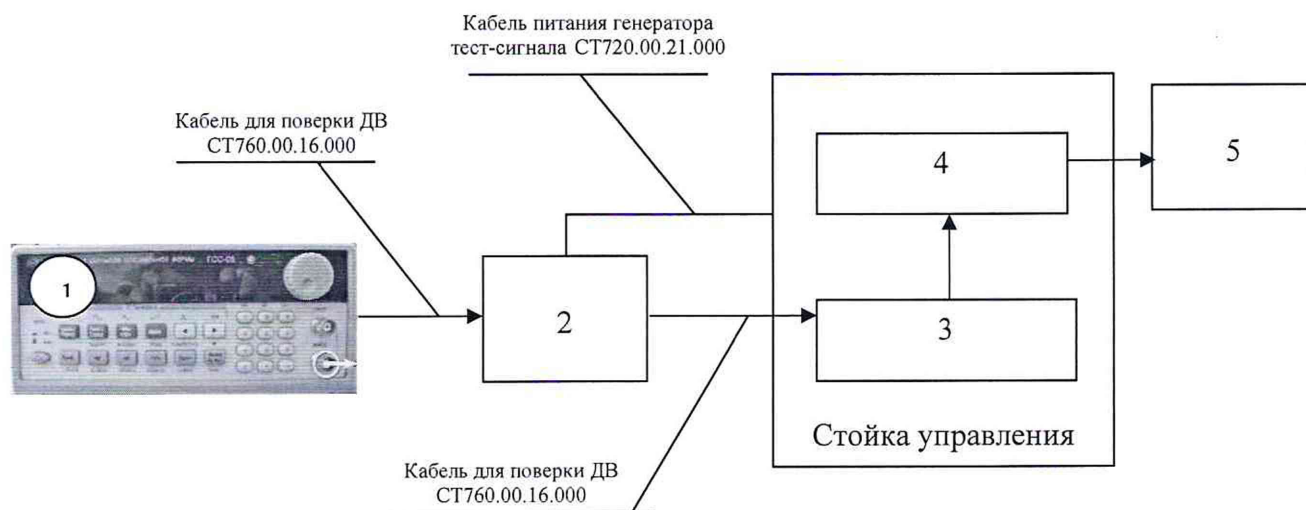 Кабель питания генератора
тест-сигнала СТ720.00.21.000
Кабель для поверки ДВ
СТ760.00.16.000
5
4
1
2
3
Стойка управления
Кабель для поверки ДВ
СТ760.00.16.000